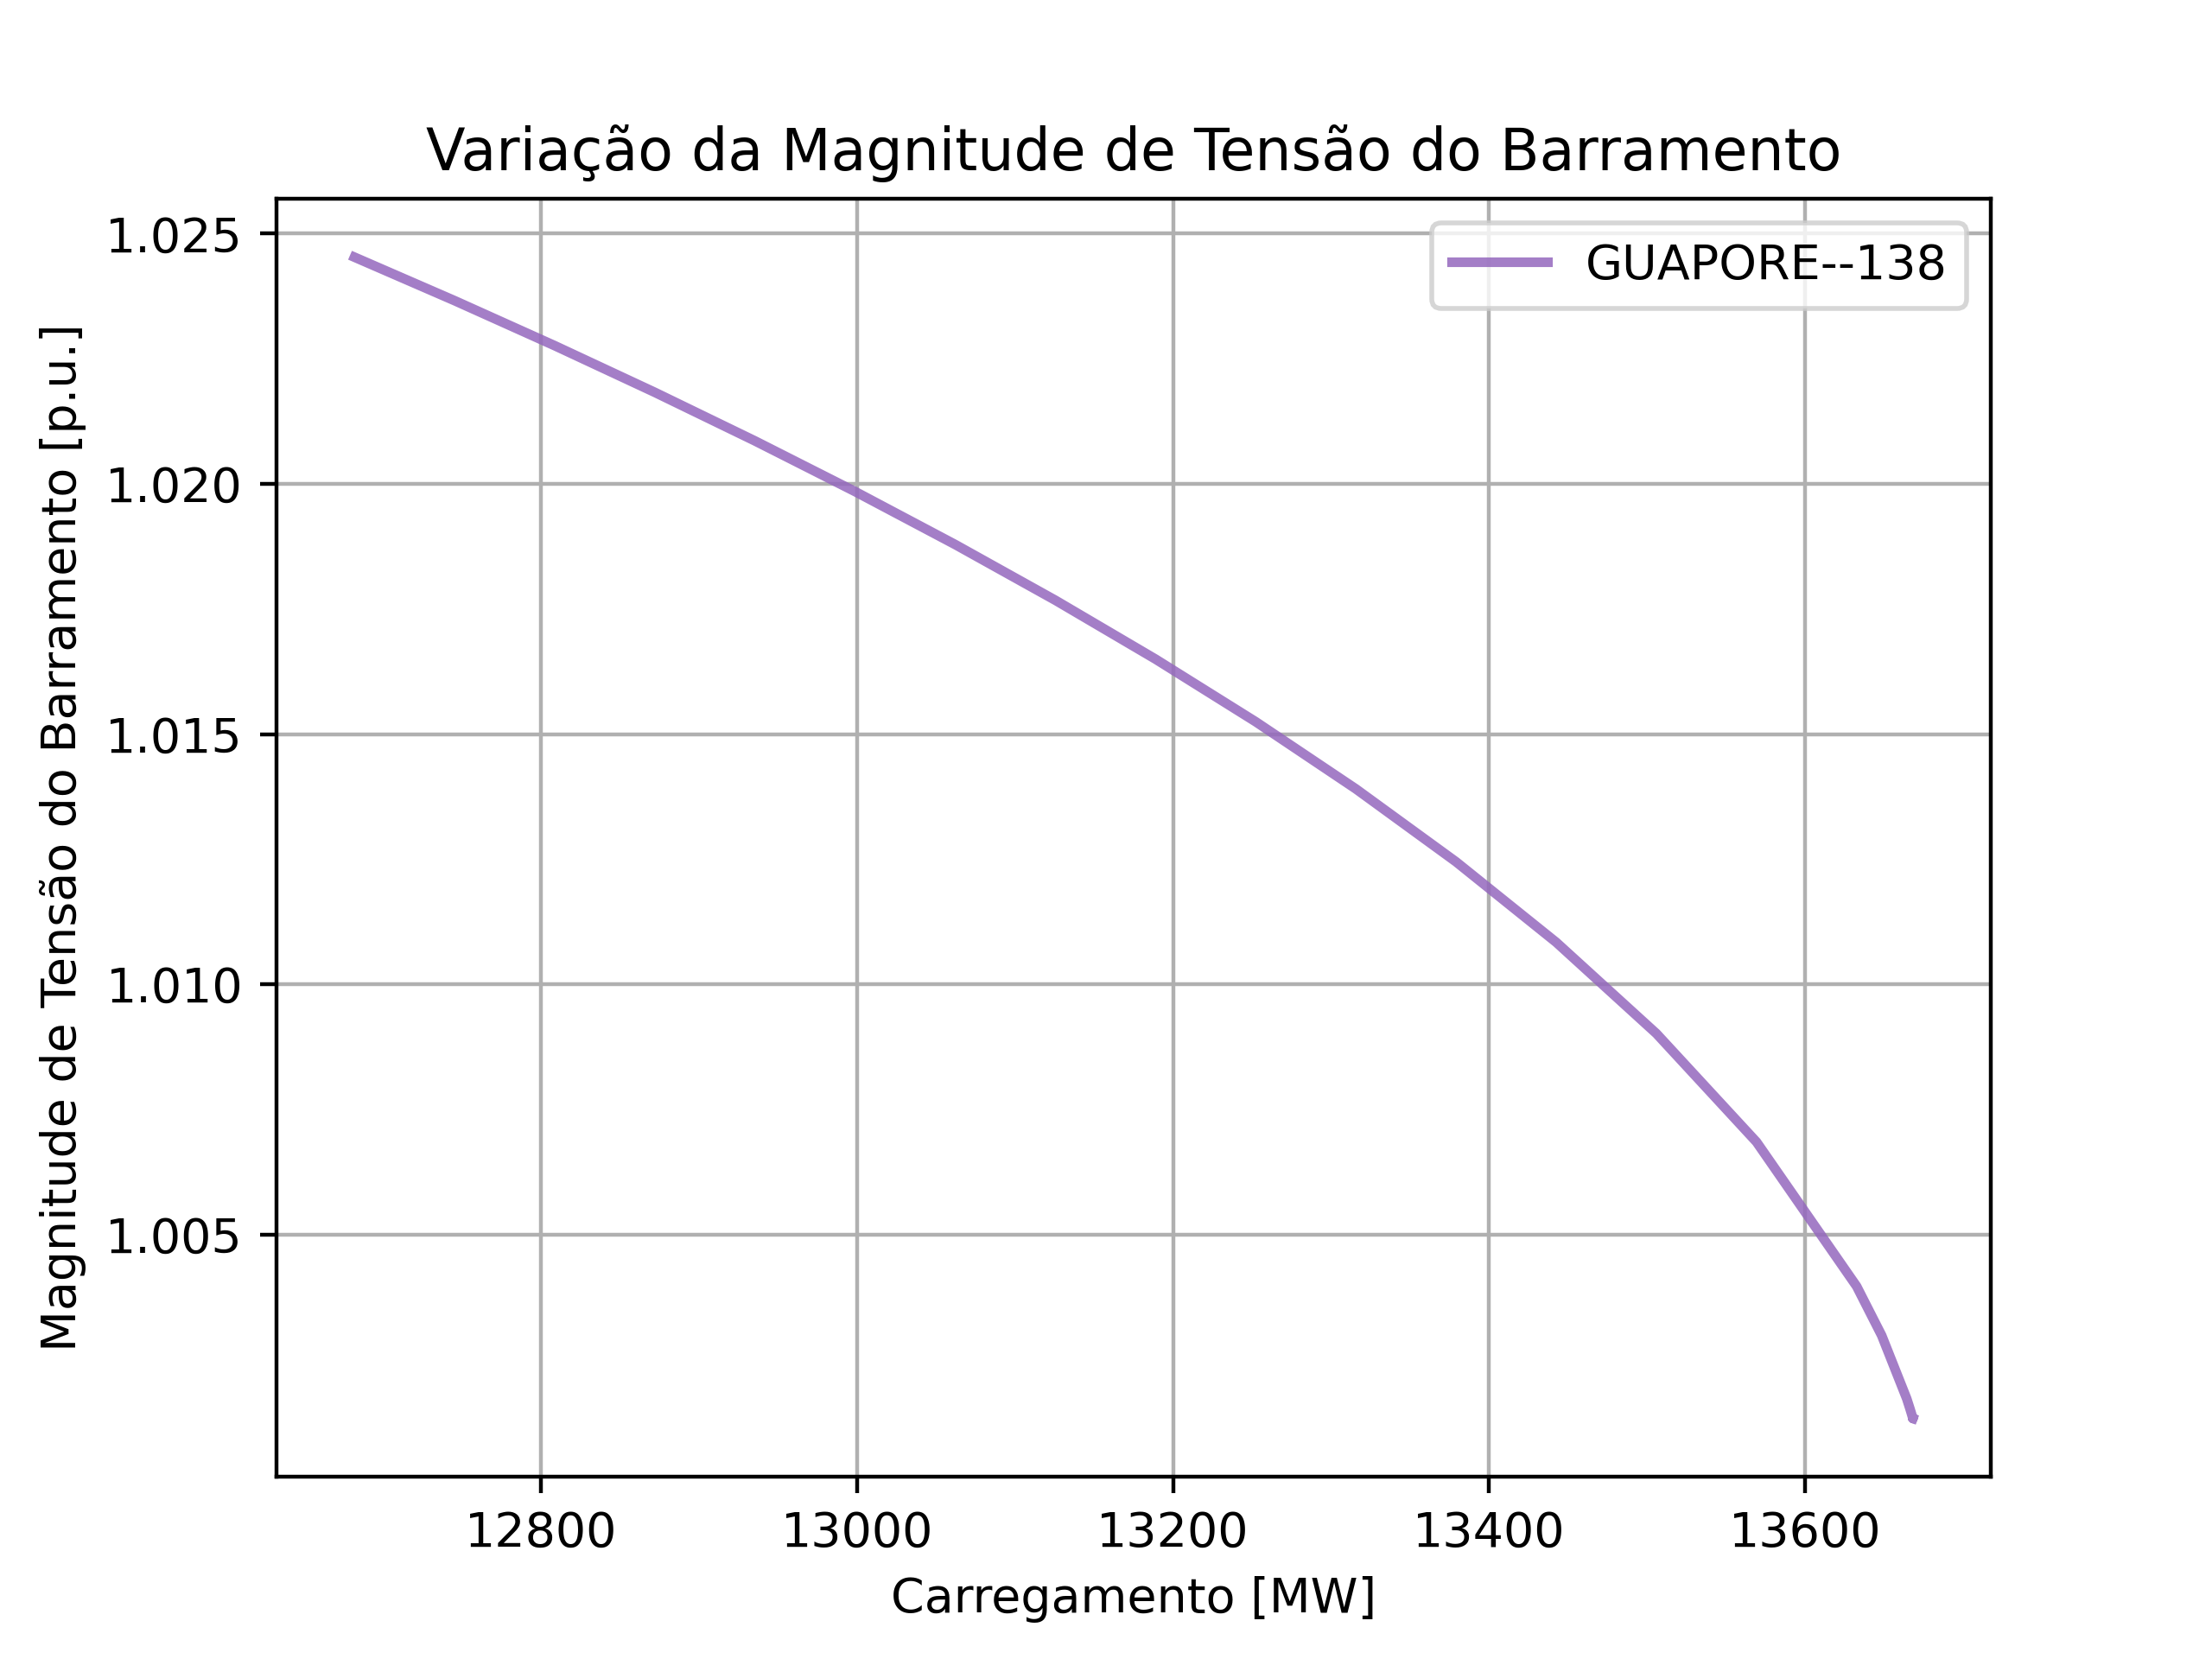 Variação da Magnitude de Tensão do Barramento
GUAPORE--138
Magnitude de Tensão do Barramento [p.u.]
1.025
1.020
1.015
1.010
1.005
12800 13000 13200 13400 13600
Carregamento [MW]